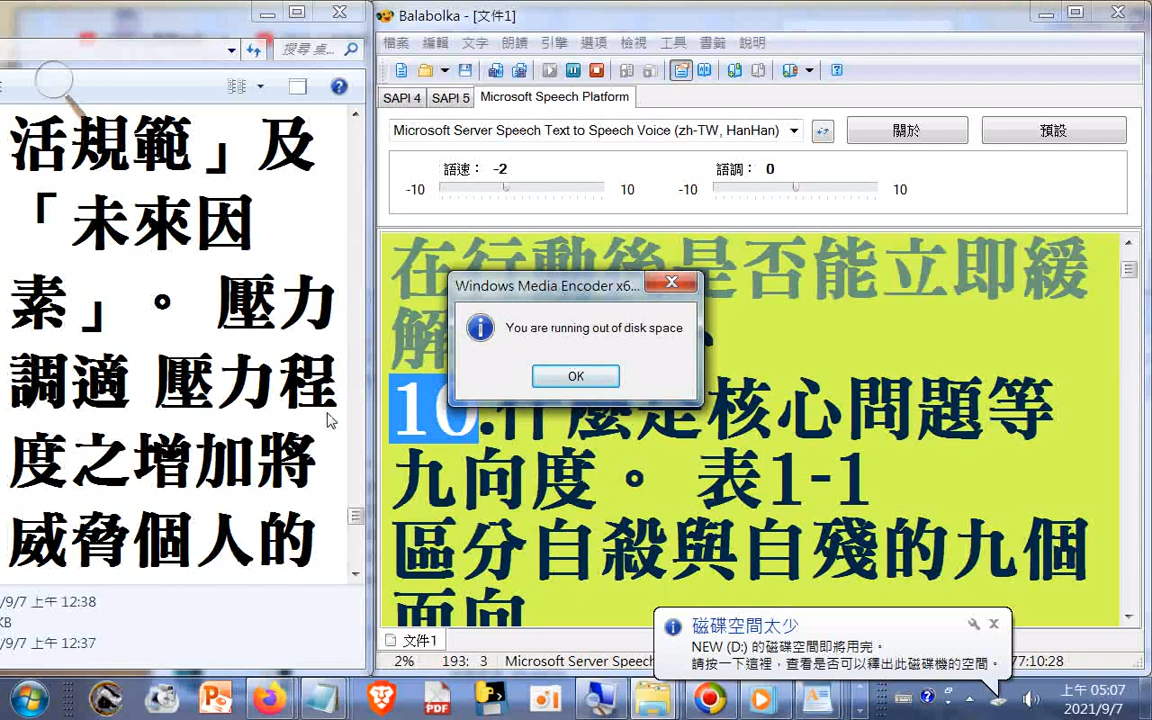 搜尋 桌...
活規範」及
「未來因
素」。 壓力
調適 壓力程
度之增加將
威脅個人的
/9/7 上午 12:38
KB
/9/7 上午 12:37
Balabolka - [文件1]
檔案 編輯 文字 朗讀 引擎 選項 檢視 工具 書籤 說明
SAPI 4 SAPI 5 Microsoft Speech Platform
Microsoft Server Speech Text to Speech Voice (zh-TW, HanHan)
關於 預設
語速： -2 語調： 0
-10 10 -10 10
在行動後是否能立即緩
解
10.什麼是核心問題等
九向度。 表1-1
區分自殺與自殘的九個
面向
Windows Media Encoder x6...
You are running out of disk space
OK
文件1
2% 193: 3 Microsoft Server Speec 77:10:28
磁碟空間太少
NEW (D:) 的磁碟空間即將用完。
請按一下這裡，查看是否可以釋出此磁碟機的空間。
PDF
上午 05:07
2021/9/7